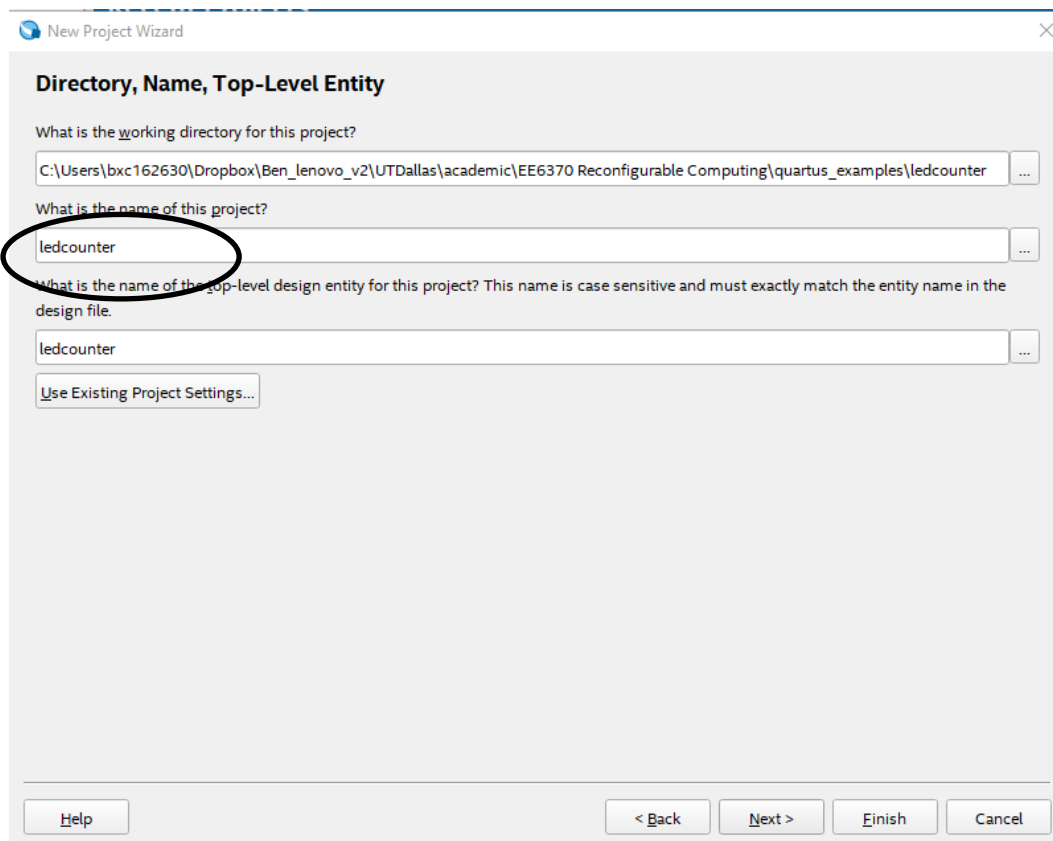 New Project Wizard
Directory, Name, Top-Level Entity
What is the working directory for this project?
C:\Users\bxc162630\Dropbox\Ben_lenovo_v2\UTDallas\academic\EE6370 Reconfigurable Computing\quartus_examples\ledcounter
...
What is the name of this project?
ledcounter
...
What is the name of the top-level design entity for this project? This name is case sensitive and must exactly match the entity name in the
design file.
ledcounter
...
Use Existing Project Settings...
Help
< Back
Next >
Finish
Cancel